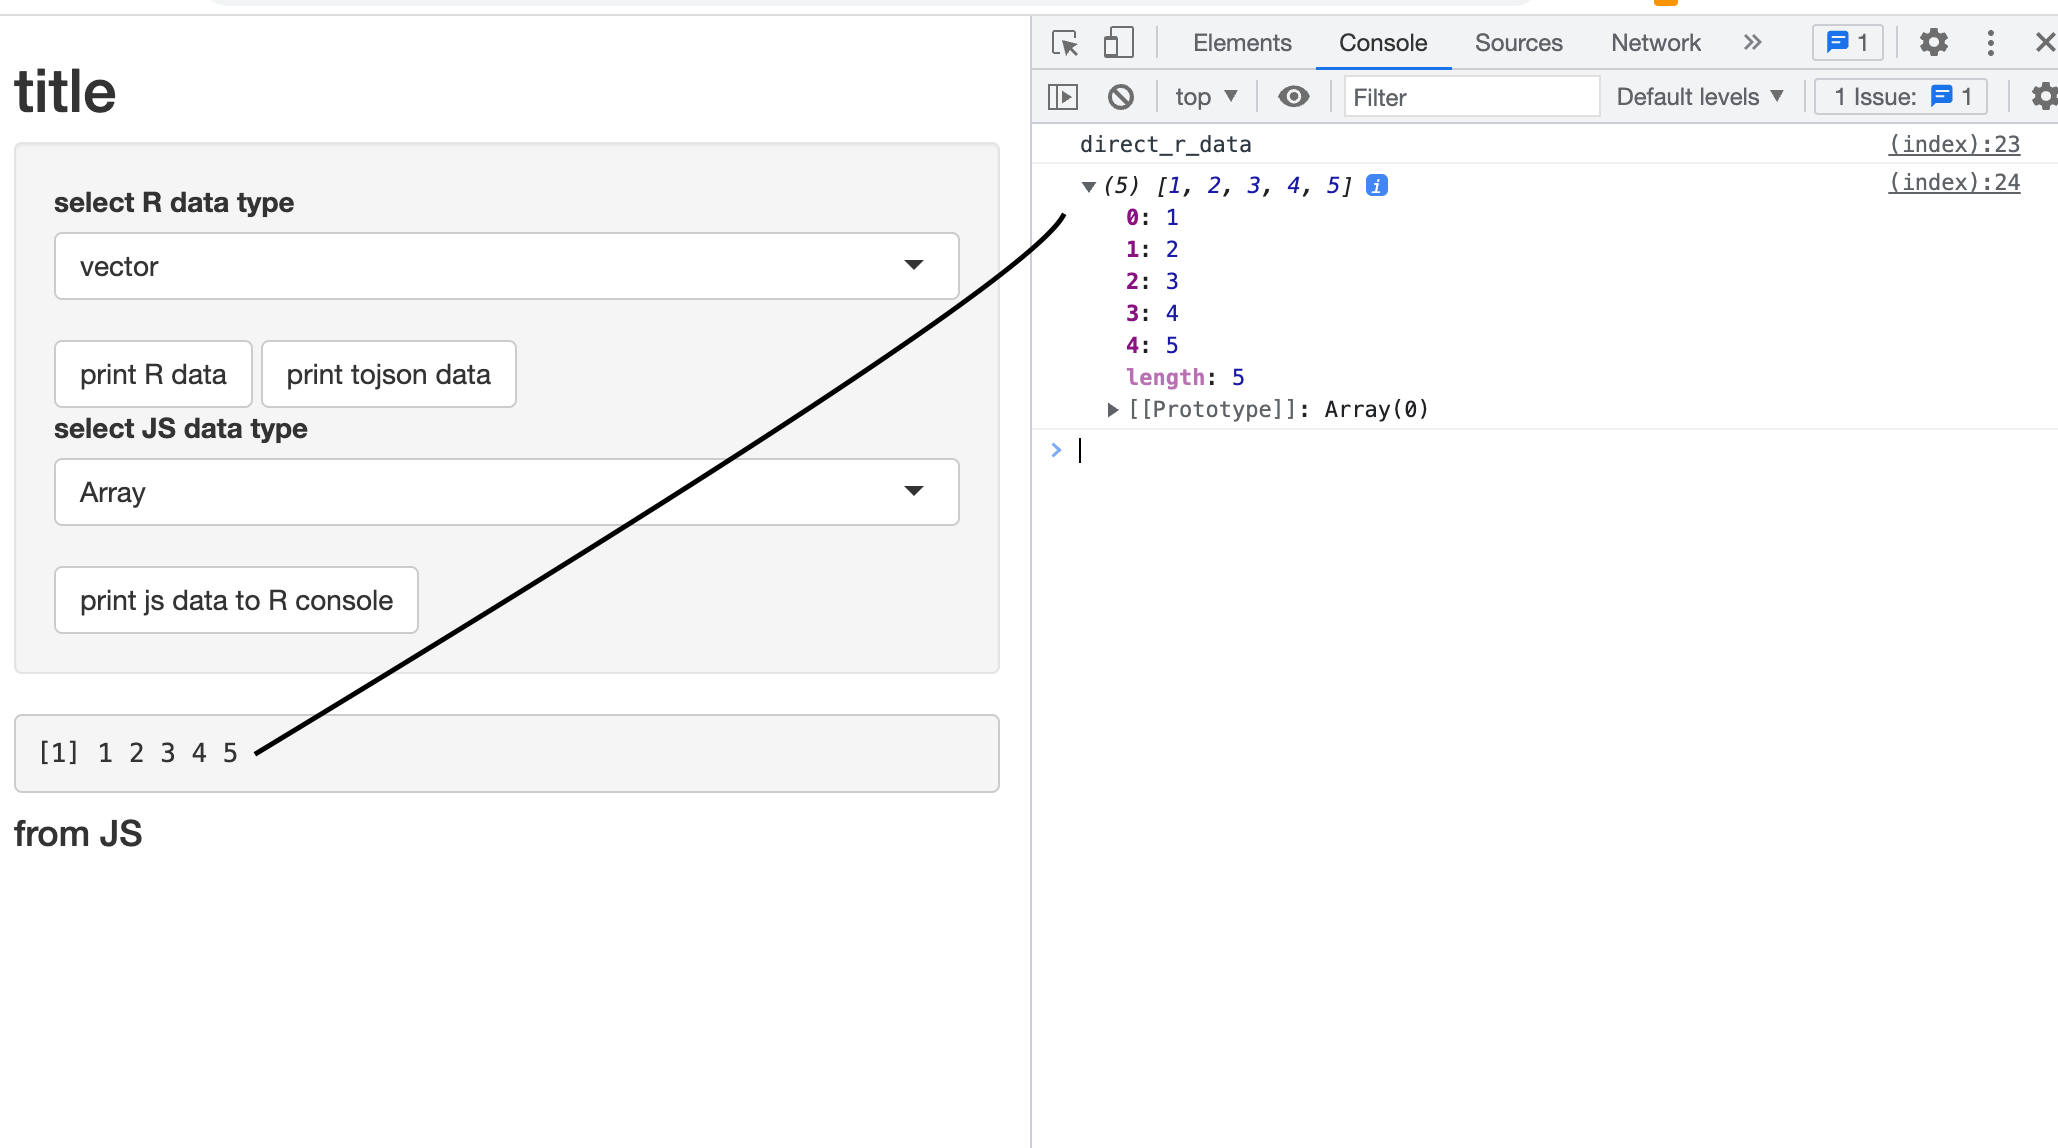 title
select R data type
vector
print R data print tojson data
select JS data type
Array
print js data to R console
[1] 1 2 3 4 5
from JS
Elements Console Sources Network 1
top Filter Default levels 1 Issue: 1
direct_r_data (index):23
(5) [1, 2, 3, 4, 5] i (index):24
0: 1
1: 2
2: 3
3: 4
4: 5
length: 5
[[Prototype]]: Array(0)